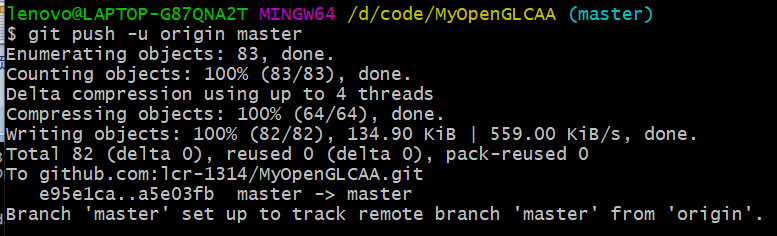 lenovo@LAPTOP-G87QNA2T MINGW64 /d/code/MyOpenGLCAA (master)
$ git push -u origin master
Enumerating objects: 83, done.
Counting objects: 100% (83/83), done.
Delta compression using up to 4 threads
Compressing objects: 100% (64/64), done.
Writing objects: 100% (82/82), 134.90 KiB | 559.00 KiB/s, done.
Total 82 (delta 0), reused 0 (delta 0), pack-reused 0
To github.com:lcr-1314/MyOpenGLCAA.git
   e95e1ca..a5e03fb  master -> master
Branch 'master' set up to track remote branch 'master' from 'origin'.